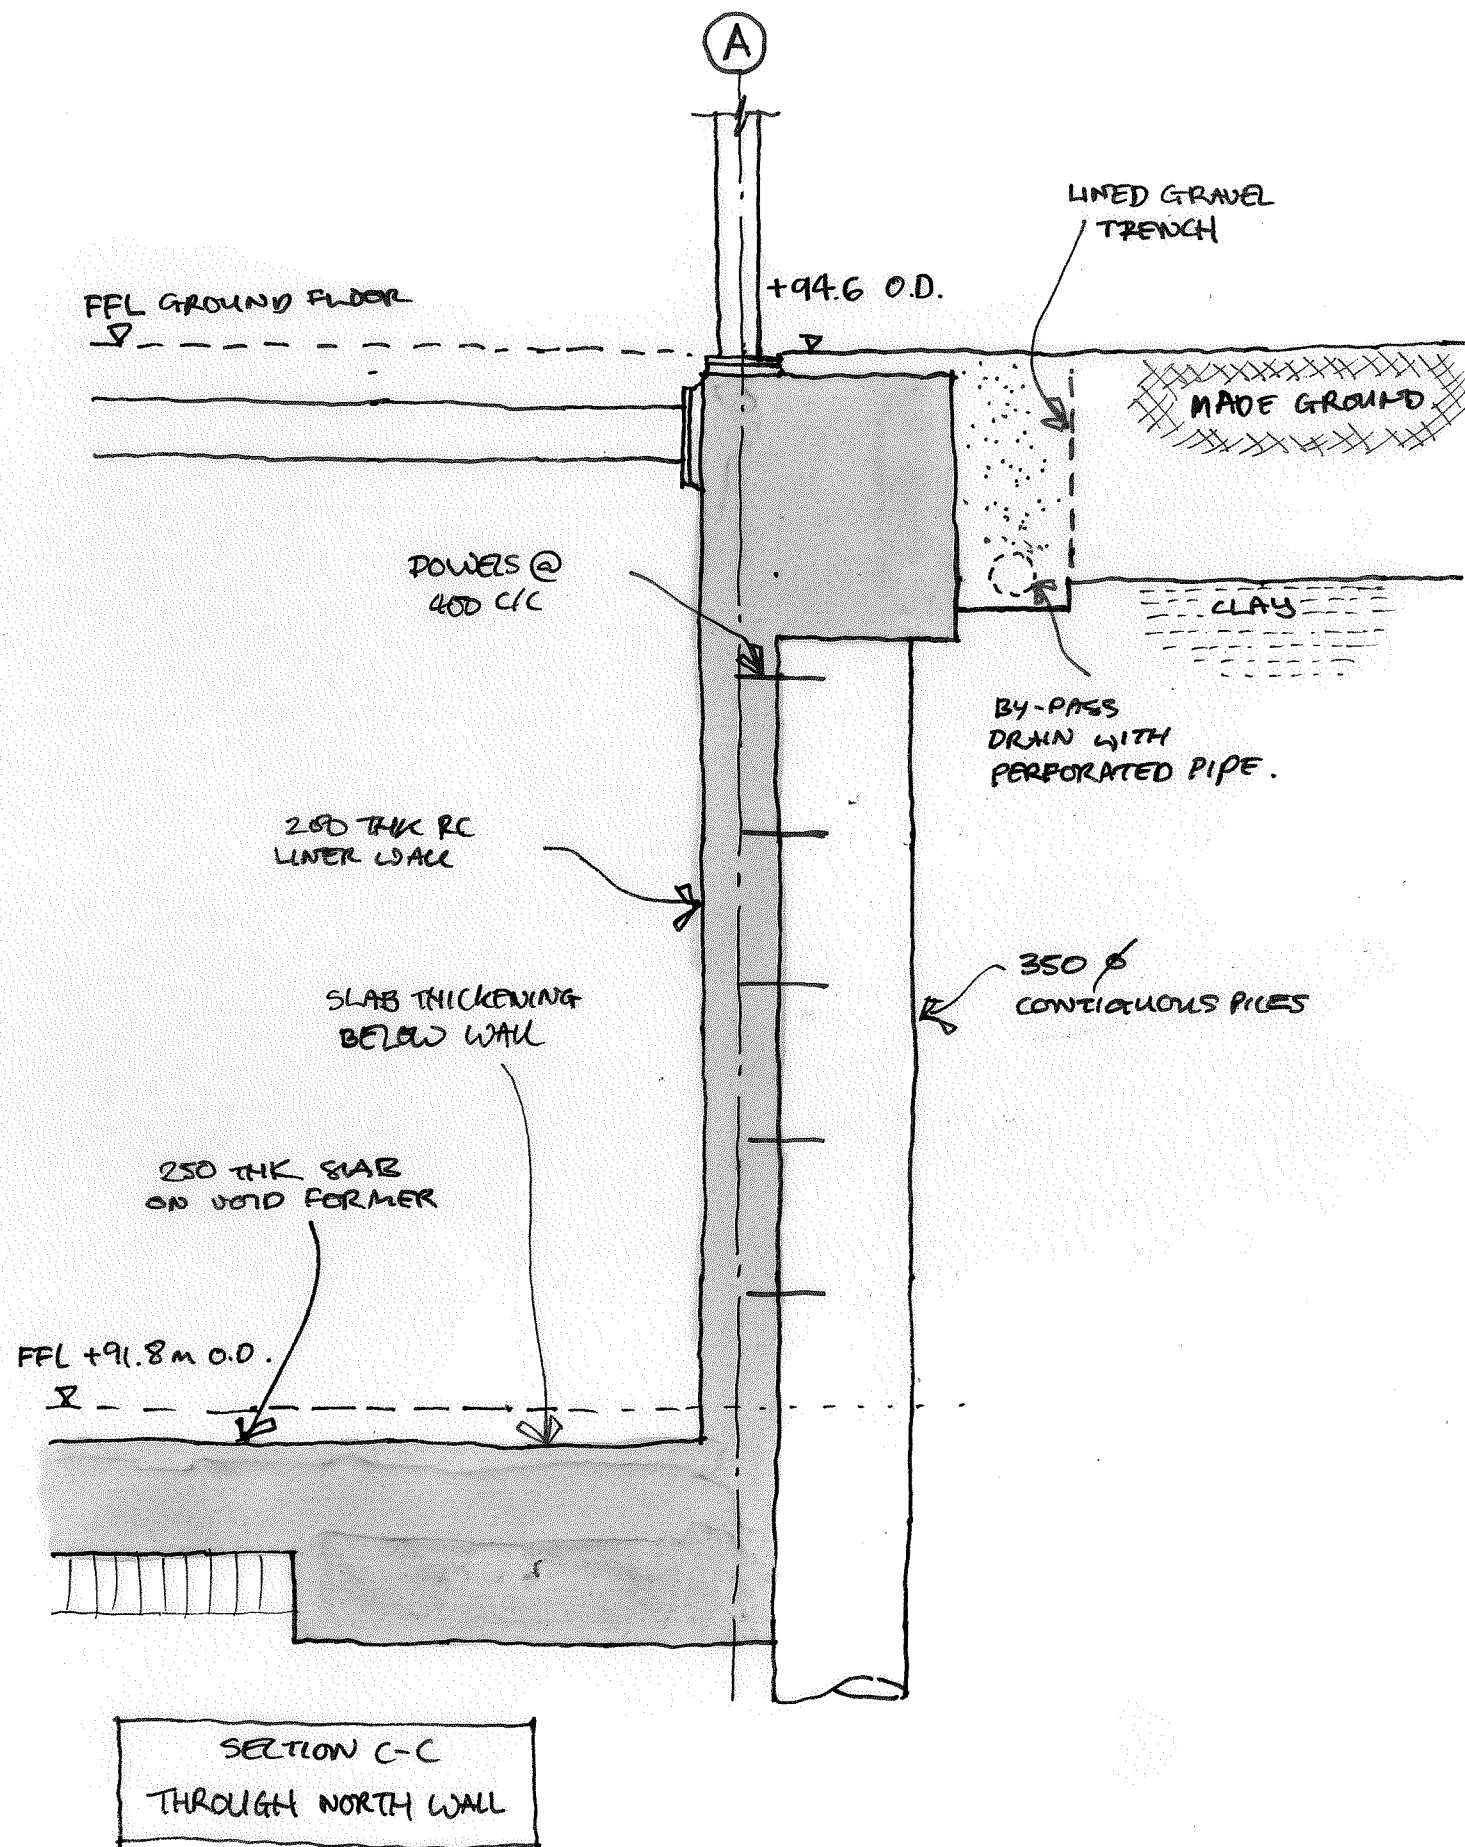 A
LINED GRAVEL
TRENCH
+94.6 O.D.
FFL GROUND FLOOR
MADE GROUND
DOWELS @
400 C/C
CLAY
BY-PASS
DRAIN WITH
PERFORATED PIPE.
200 THK RC
LINER WALL
350 ϕ
CONTIGUOUS PILES
SLAB THICKENING
BELOW WALL
250 THK SLAB
ON VOID FORMER
FFL +91.8m O.D.
SECTION C-C
THROUGH NORTH WALL